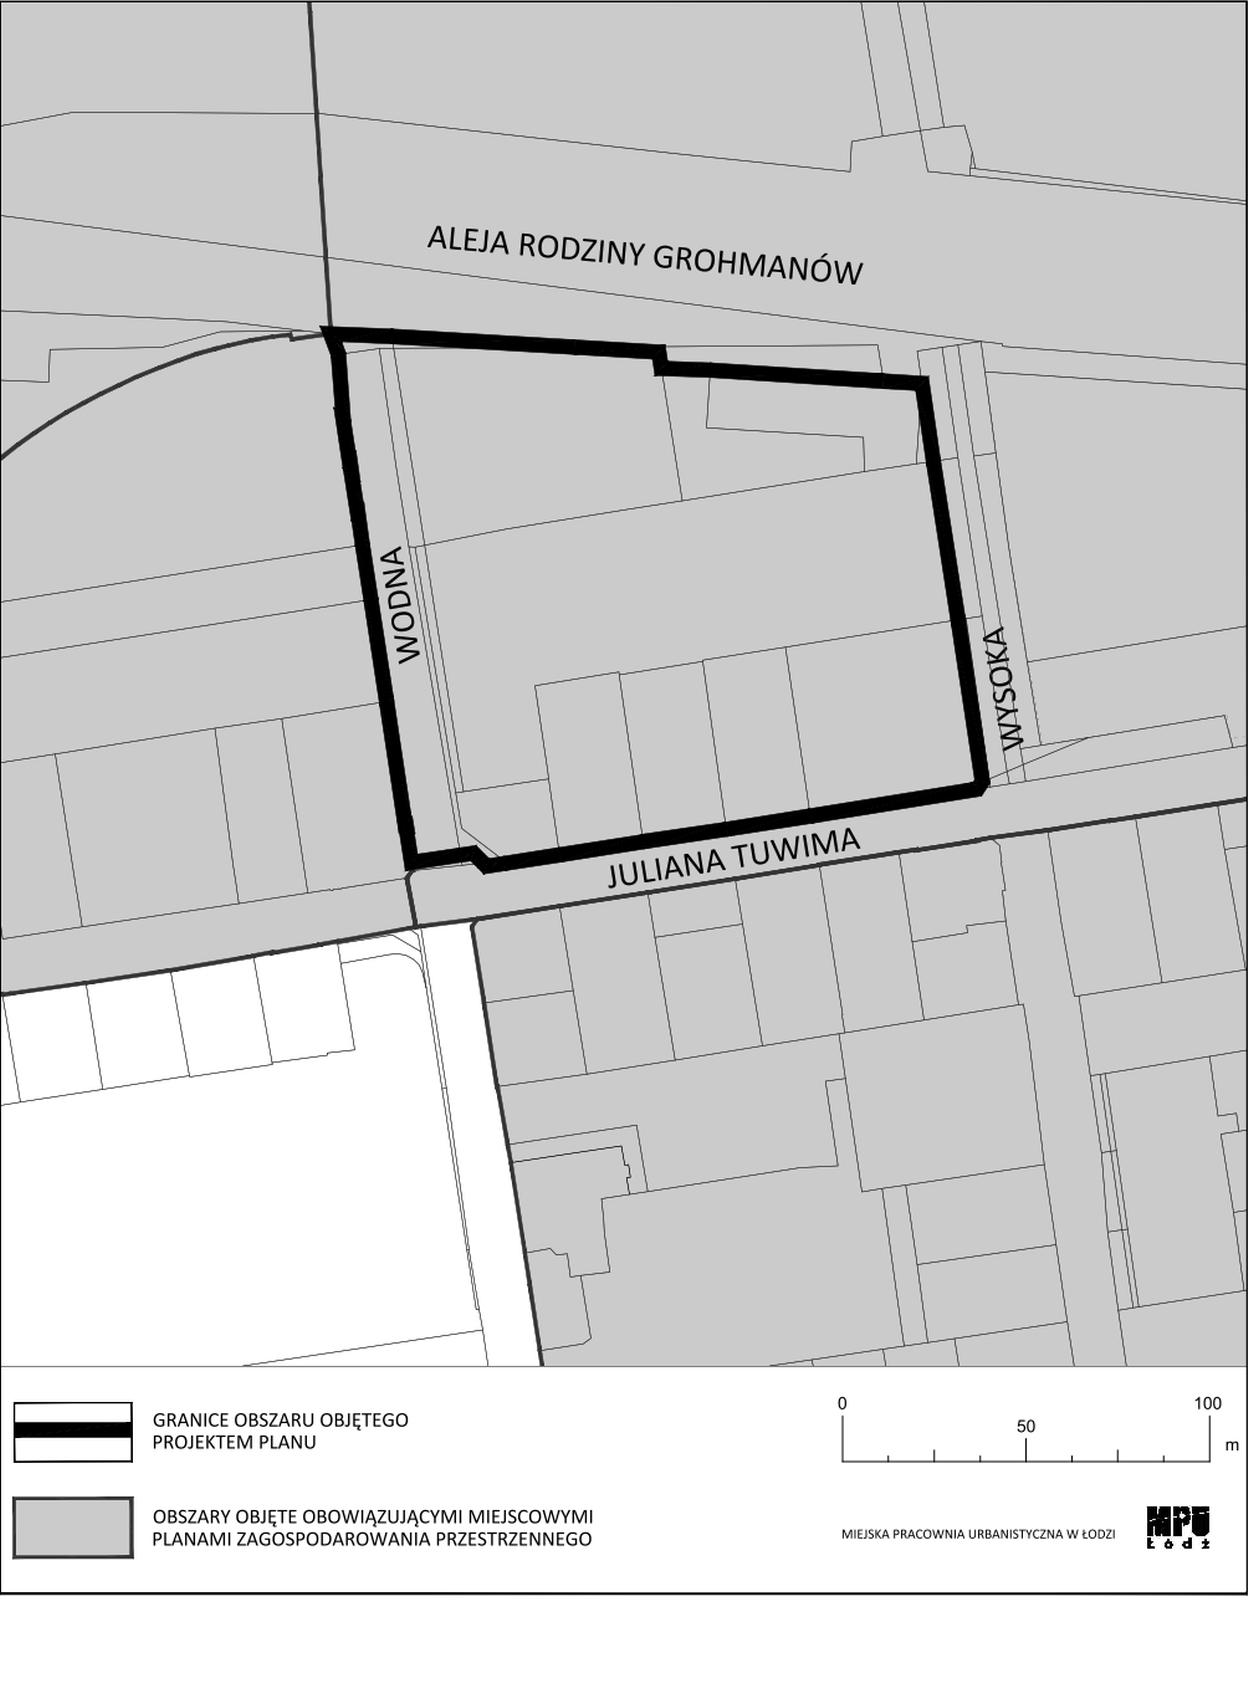 ALEJA RODZINY GROHMANÓW
WODNA
WYSOKA
JULIANA TUWIMA
GRANICE OBSZARU OBJĘTEGO
PROJEKTEM PLANU
0
50
100
m
OBSZARY OBJĘTE OBOWIĄZUJĄCYMI MIEJSCOWYMI
PLANAMI ZAGOSPODAROWANIA PRZESTRZENNEGO
MIEJSKA PRACOWNIA URBANISTYCZNA W ŁODZI
MPU
Łódź